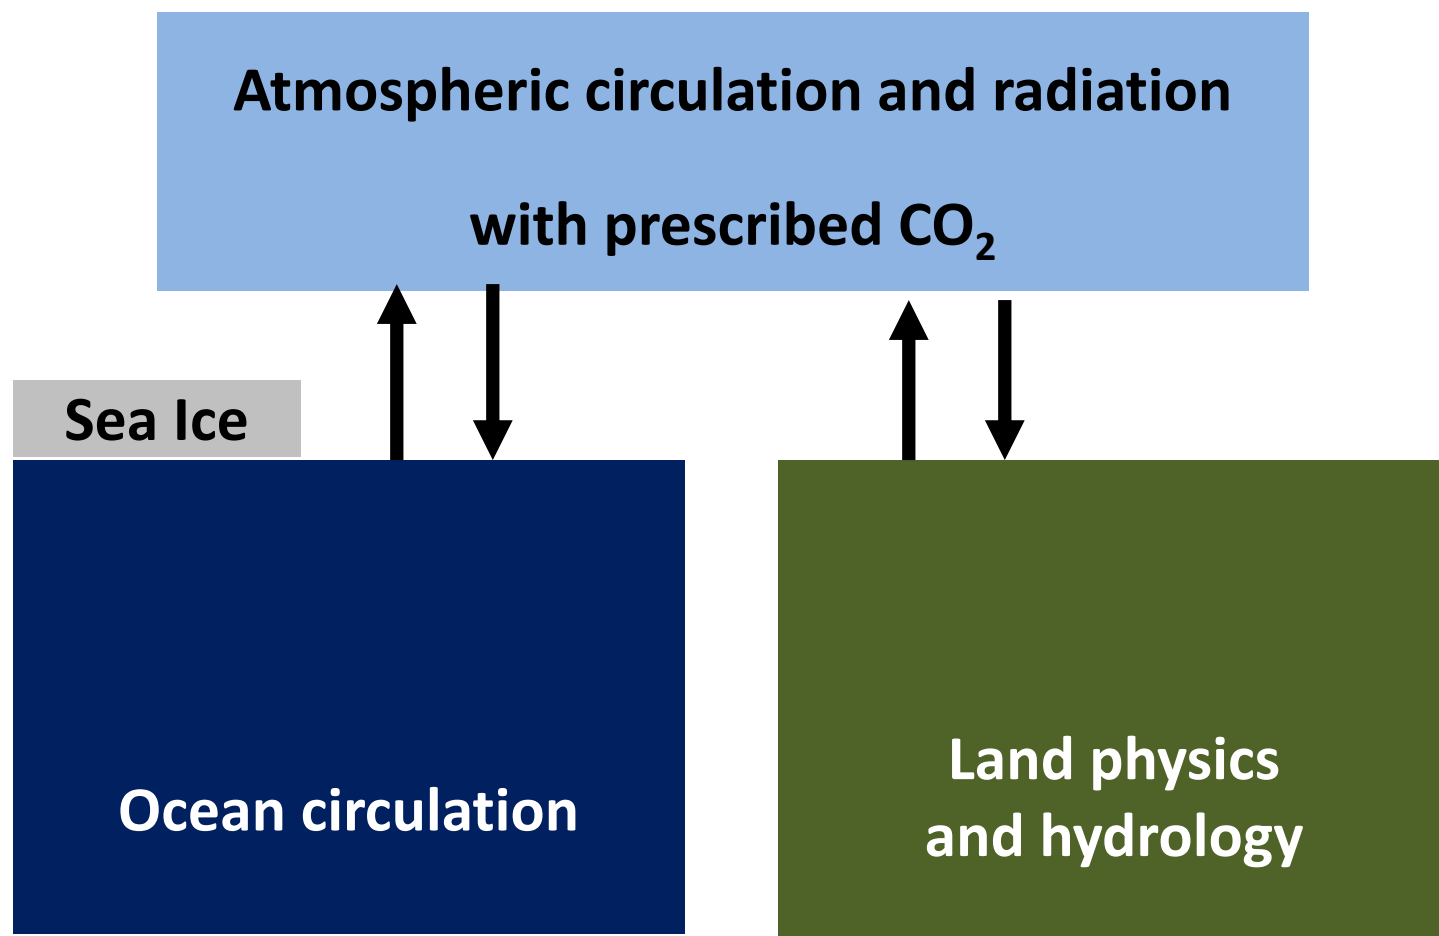 Atmospheric circulation and radiation
with prescribed CO₂
Sea Ice
Ocean circulation
Land physics
and hydrology